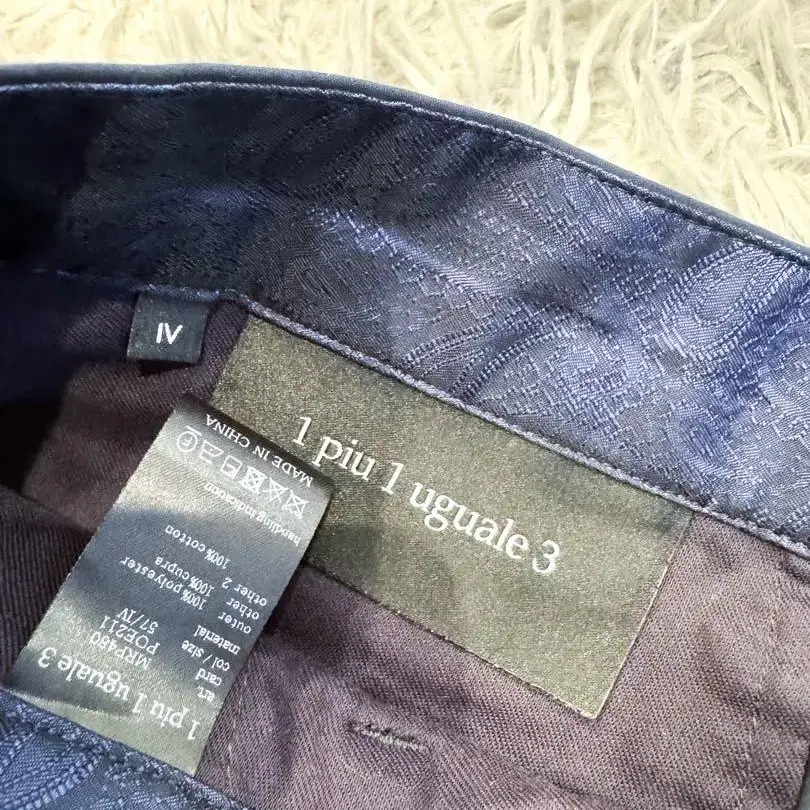 IV
1 piu 1 uguale 3
1 piu 1 uguale 3
art. MRP480
card POE211
col / size 57/IV
material
outer 100% polyester
other 100% cupra
other 2 100% cotton
handling indication
MADE IN CHINA